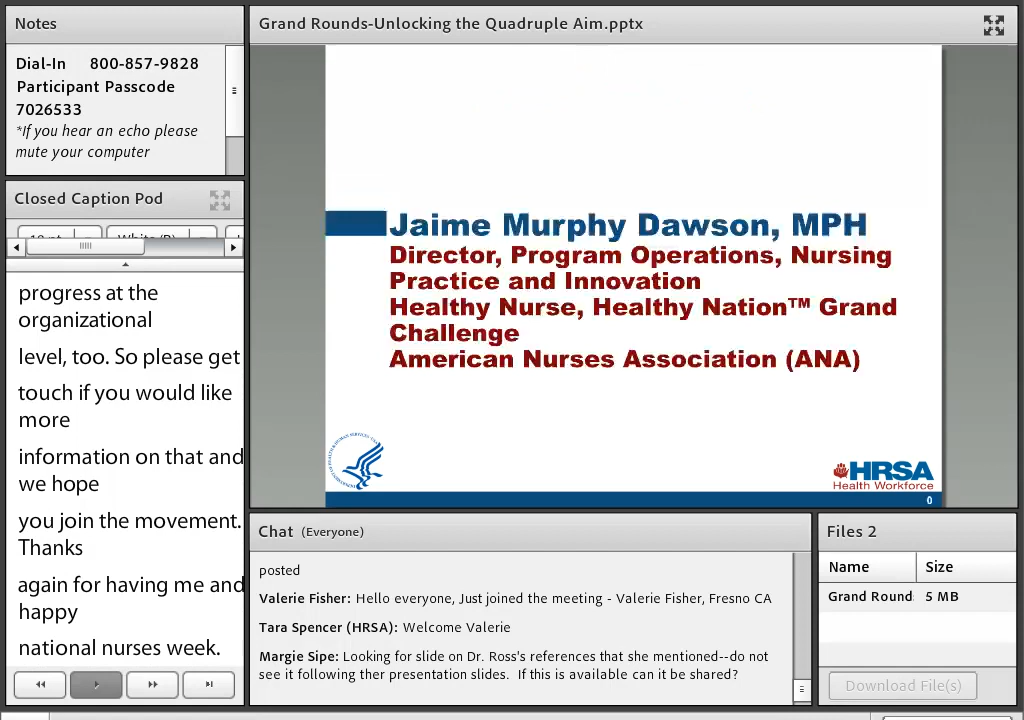 Notes
Dial-In 800-857-9828
Participant Passcode
7026533
*If you hear an echo please
mute your computer
Closed Caption Pod
progress at the
organizational
level, too. So please get
touch if you would like
more
information on that and
we hope
you join the movement.
Thanks
again for having me and
happy
national nurses week.
Grand Rounds-Unlocking the Quadruple Aim.pptx
Jaime Murphy Dawson, MPH
Director, Program Operations, Nursing
Practice and Innovation
Healthy Nurse, Healthy Nation™ Grand
Challenge
American Nurses Association (ANA)
HRSA
Health Workforce
0
Chat (Everyone)
posted
Valerie Fisher: Hello everyone, Just joined the meeting - Valerie Fisher, Fresno CA
Tara Spencer (HRSA): Welcome Valerie
Margie Sipe: Looking for slide on Dr. Ross's references that she mentioned--do not
see it following ther presentation slides. If this is available can it be shared?
Files 2
Name Size
Grand Round 5 MB
Download File(s)